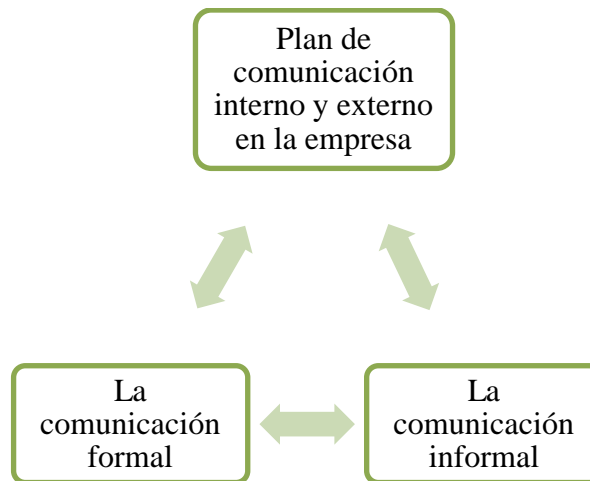 Plan de
comunicación
interno y externo
en la empresa
La
comunicación
formal
La
comunicación
informal